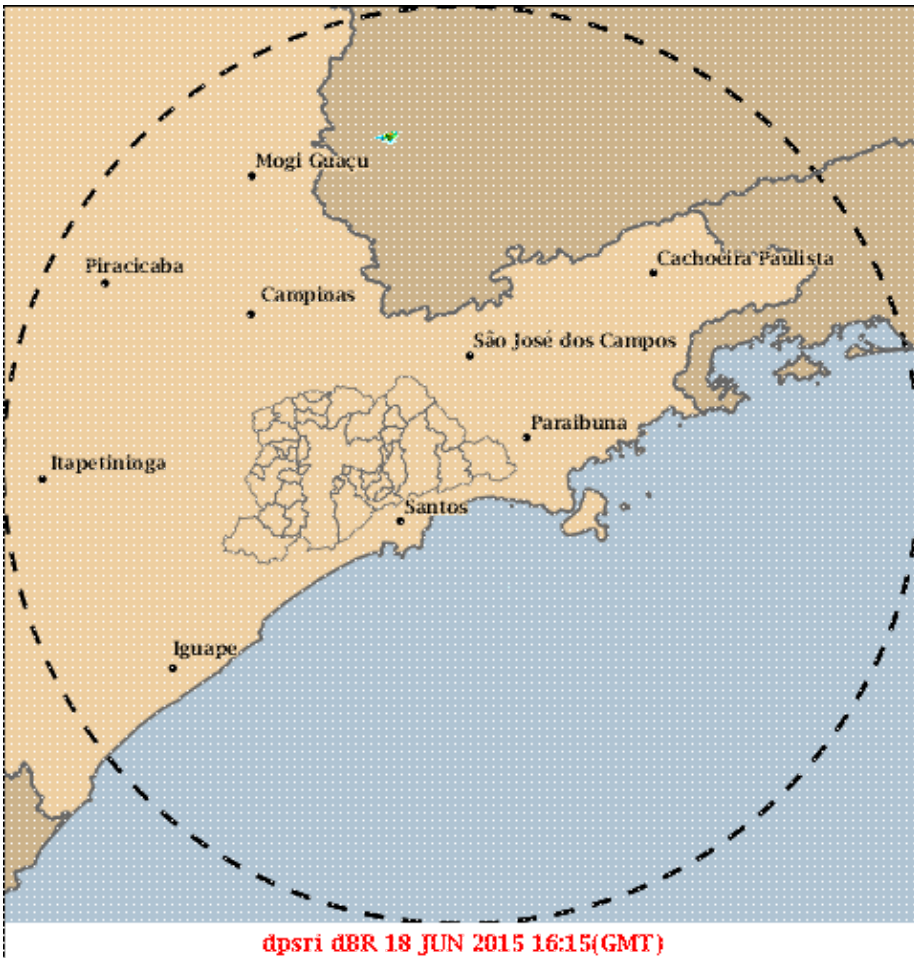 Mogi Guaçu
Piracicaba
Cachoeira Paulista
Campinas
São José dos Campos
Paraibuna
Itapetininga
Santos
Iguape
dpsri dBR 18 JUN 2015 16:15(GMT)